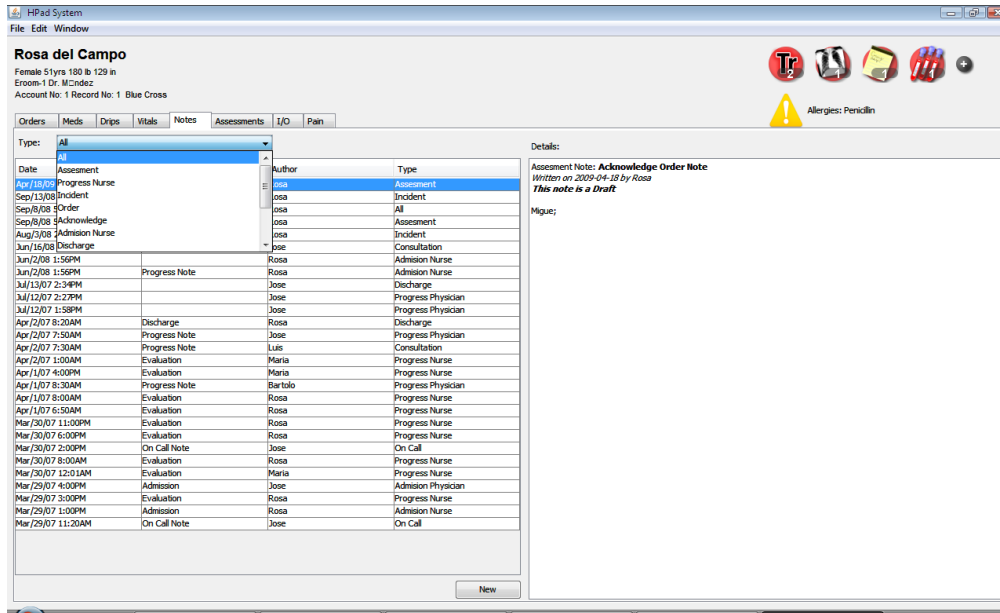 HPad System
File Edit Window
Rosa del Campo
Female 51yrs 180 lb 129 in
Eroom-1 Dr. M□ndez
Account No: 1 Record No: 1 Blue Cross
Tr 2 1 1 1
Allergies: Penicillin
Orders Meds Drips Vitals Notes Assessments I/O Pain
Type: All
All
Assesment
Progress Nurse
Incident
Order
Acknowledge
Admision Nurse
Discharge
Date Author Type
Apr/18/09 Assesment
Sep/13/08 Incident
Sep/8/08 5 All
Sep/8/08 5 Assesment
Aug/3/08 2 Incident
Jun/16/08 Consultation
Jun/2/08 1:56PM Rosa Admision Nurse
Jun/2/08 1:56PM Progress Note Rosa Admision Nurse
Jul/13/07 2:34PM Jose Discharge
Jul/12/07 2:27PM Jose Progress Physician
Jul/12/07 1:58PM Jose Progress Physician
Apr/2/07 8:20AM Discharge Rosa Discharge
Apr/2/07 7:50AM Progress Note Jose Progress Physician
Apr/2/07 7:30AM Progress Note Luis Consultation
Apr/2/07 1:00AM Evaluation Maria Progress Nurse
Apr/1/07 4:00PM Evaluation Maria Progress Nurse
Apr/1/07 8:30AM Progress Note Bartolo Progress Physician
Apr/1/07 8:00AM Evaluation Rosa Progress Nurse
Apr/1/07 6:50AM Evaluation Rosa Progress Nurse
Mar/30/07 11:00PM Evaluation Rosa Progress Nurse
Mar/30/07 6:00PM Evaluation Rosa Progress Nurse
Mar/30/07 2:00PM On Call Note Jose On Call
Mar/30/07 8:00AM Evaluation Rosa Progress Nurse
Mar/30/07 12:01AM Evaluation Maria Progress Nurse
Mar/29/07 4:00PM Admission Jose Admision Physician
Mar/29/07 3:00PM Evaluation Rosa Progress Nurse
Mar/29/07 1:00PM Admission Rosa Admision Nurse
Mar/29/07 11:20AM On Call Note Jose On Call
New
Details:
Assesment Note: Acknowledge Order Note
Written on 2009-04-18 by Rosa
This note is a Draft
Migue;